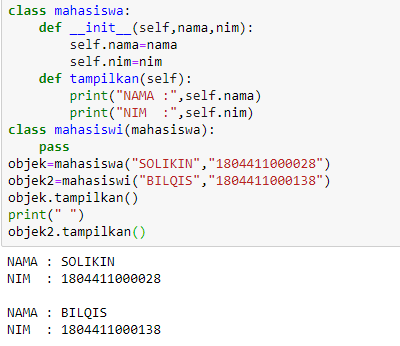 class mahasiswa:
    def __init__(self,nama,nim):
        self.nama=nama
        self.nim=nim
    def tampilkan(self):
        print("NAMA :",self.nama)
        print("NIM  :",self.nim)
class mahasiswi(mahasiswa):
    pass
objek=mahasiswa("SOLIKIN","1804411000028")
objek2=mahasiswi("BILQIS","1804411000138")
objek.tampilkan()
print(" ")
objek2.tampilkan()
NAMA : SOLIKIN
NIM  : 1804411000028
NAMA : BILQIS
NIM  : 1804411000138